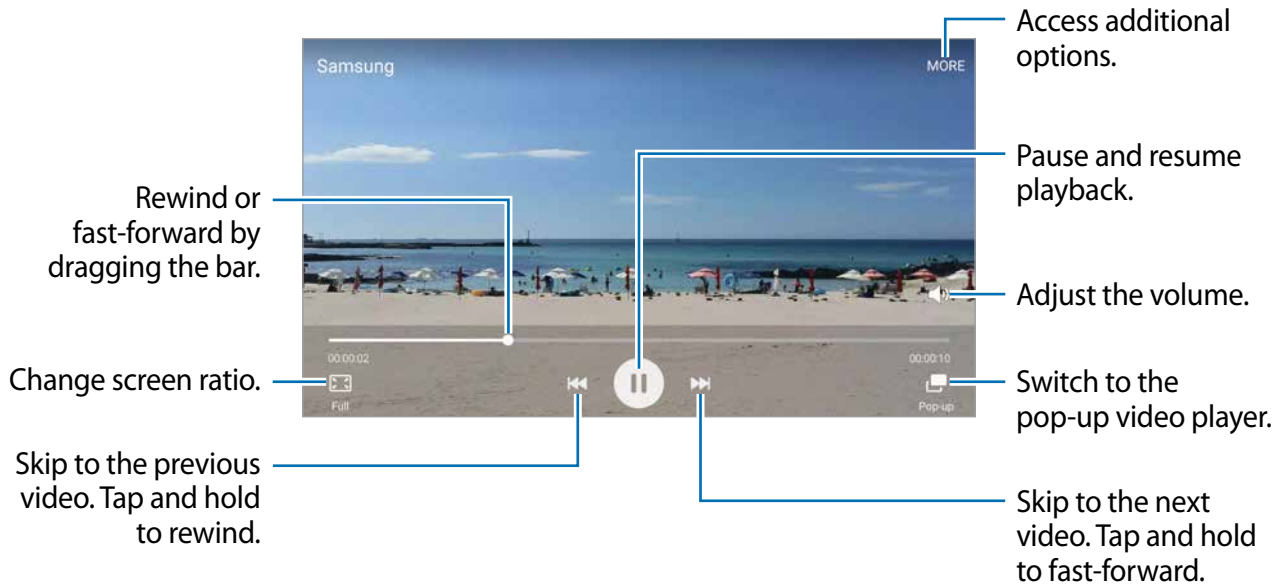 Access additional
options.
Samsung
MORE
Pause and resume
playback.
Rewind or
fast-forward by
dragging the bar.
Adjust the volume.
00:00:02
00:00:10
Change screen ratio.
Full
Pop-up
Switch to the
pop-up video player.
Skip to the previous
video. Tap and hold
to rewind.
Skip to the next
video. Tap and hold
to fast-forward.